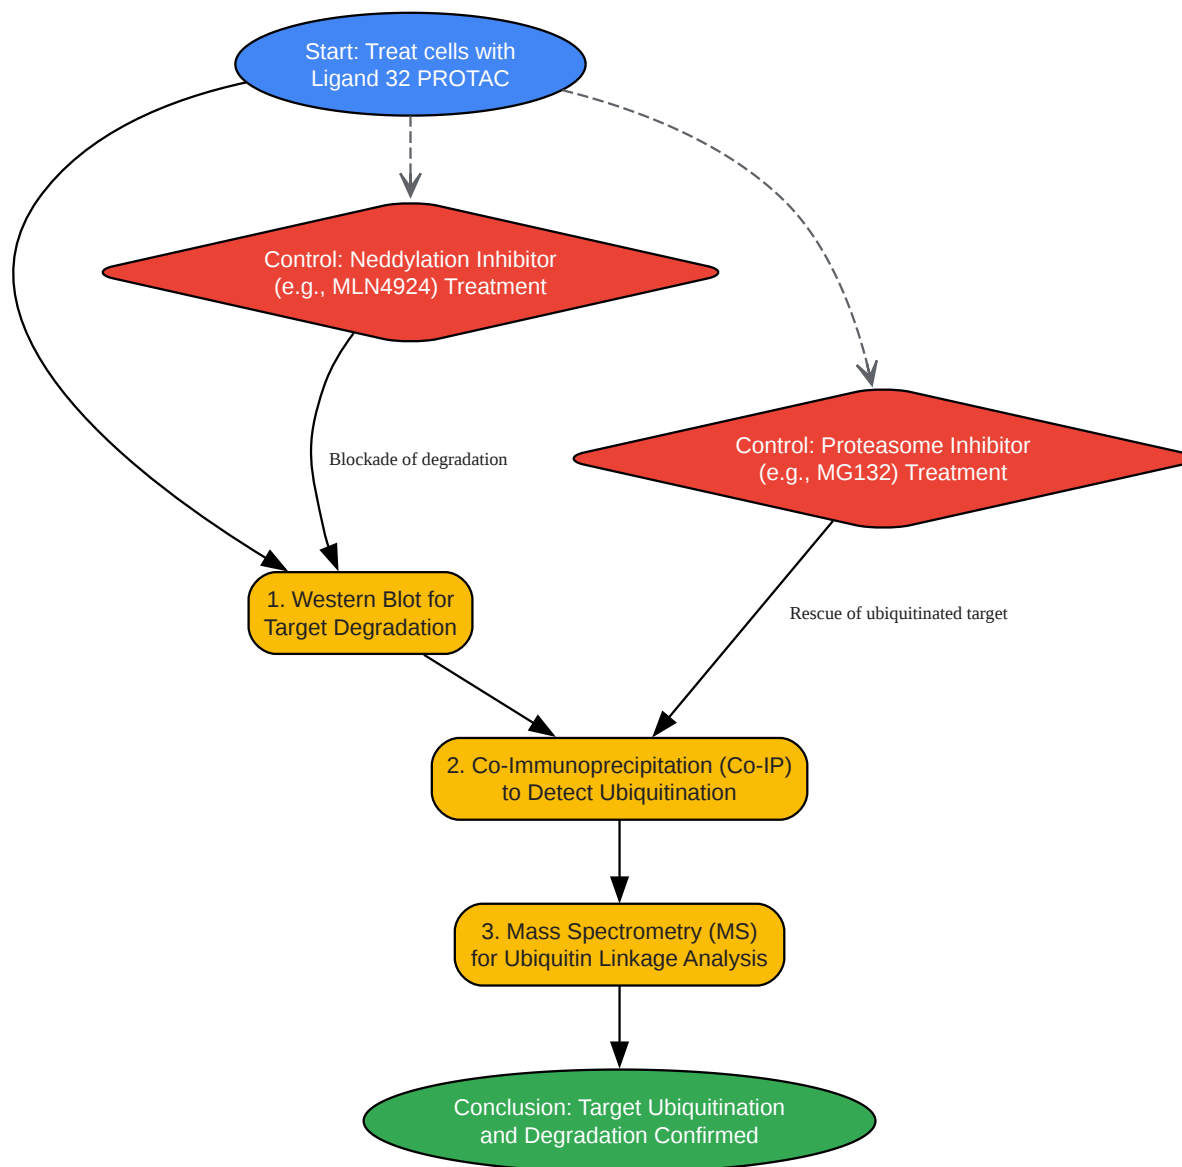 Start: Treat cells with
Ligand 32 PROTAC
Control: Neddylation Inhibitor
(e.g., MLN4924) Treatment
Control: Proteasome Inhibitor
(e.g., MG132) Treatment
Blockade of degradation
1. Western Blot for
Target Degradation
Rescue of ubiquitinated target
2. Co-Immunoprecipitation (Co-IP)
to Detect Ubiquitination
3. Mass Spectrometry (MS)
for Ubiquitin Linkage Analysis
Conclusion: Target Ubiquitination
and Degradation Confirmed